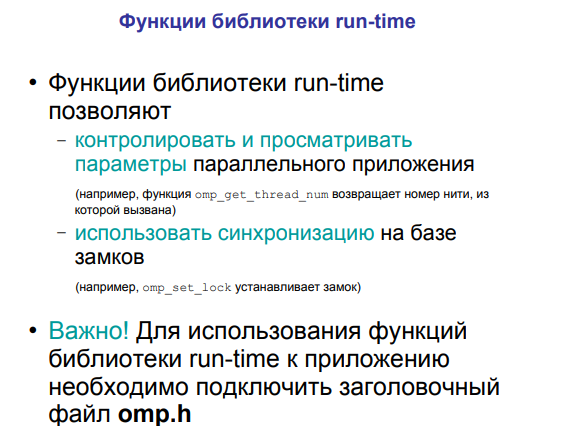 Функции библиотеки run-time
• Функции библиотеки run-time
позволяют
– контролировать и просматривать
параметры параллельного приложения
(например, функция omp_get_thread_num возвращает номер нити, из
которой вызвана)
– использовать синхронизацию на базе
замков
(например, omp_set_lock устанавливает замок)
• Важно! Для использования функций
библиотеки run-time к приложению
необходимо подключить заголовочный
файл omp.h